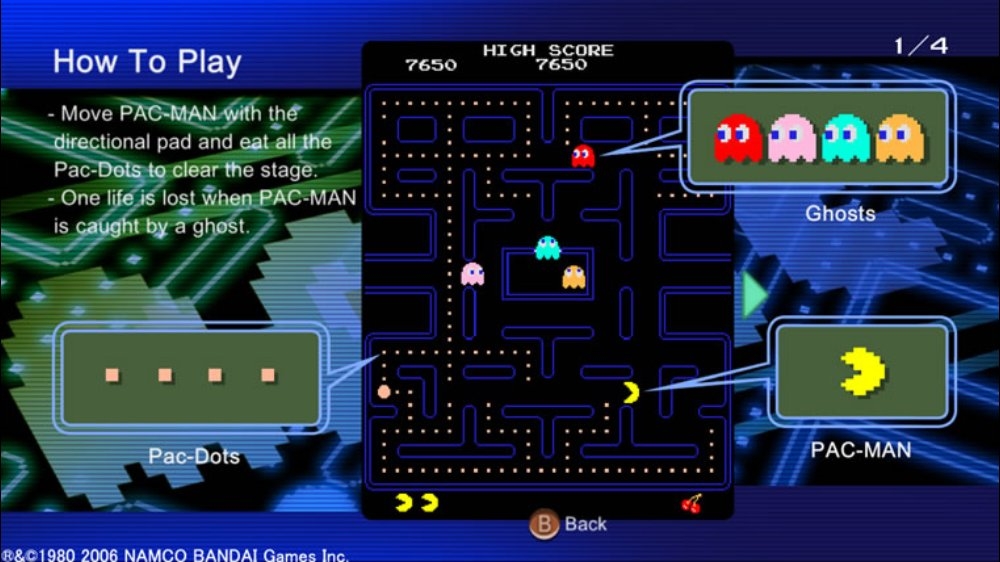 How To Play
- Move PAC-MAN with the
directional pad and eat all the
Pac-Dots to clear the stage.
- One life is lost when PAC-MAN
is caught by a ghost.
HIGH SCORE
7650 7650
1/4
Ghosts
Pac-Dots
PAC-MAN
B Back
®&©1980 2006 NAMCO BANDAI Games Inc.